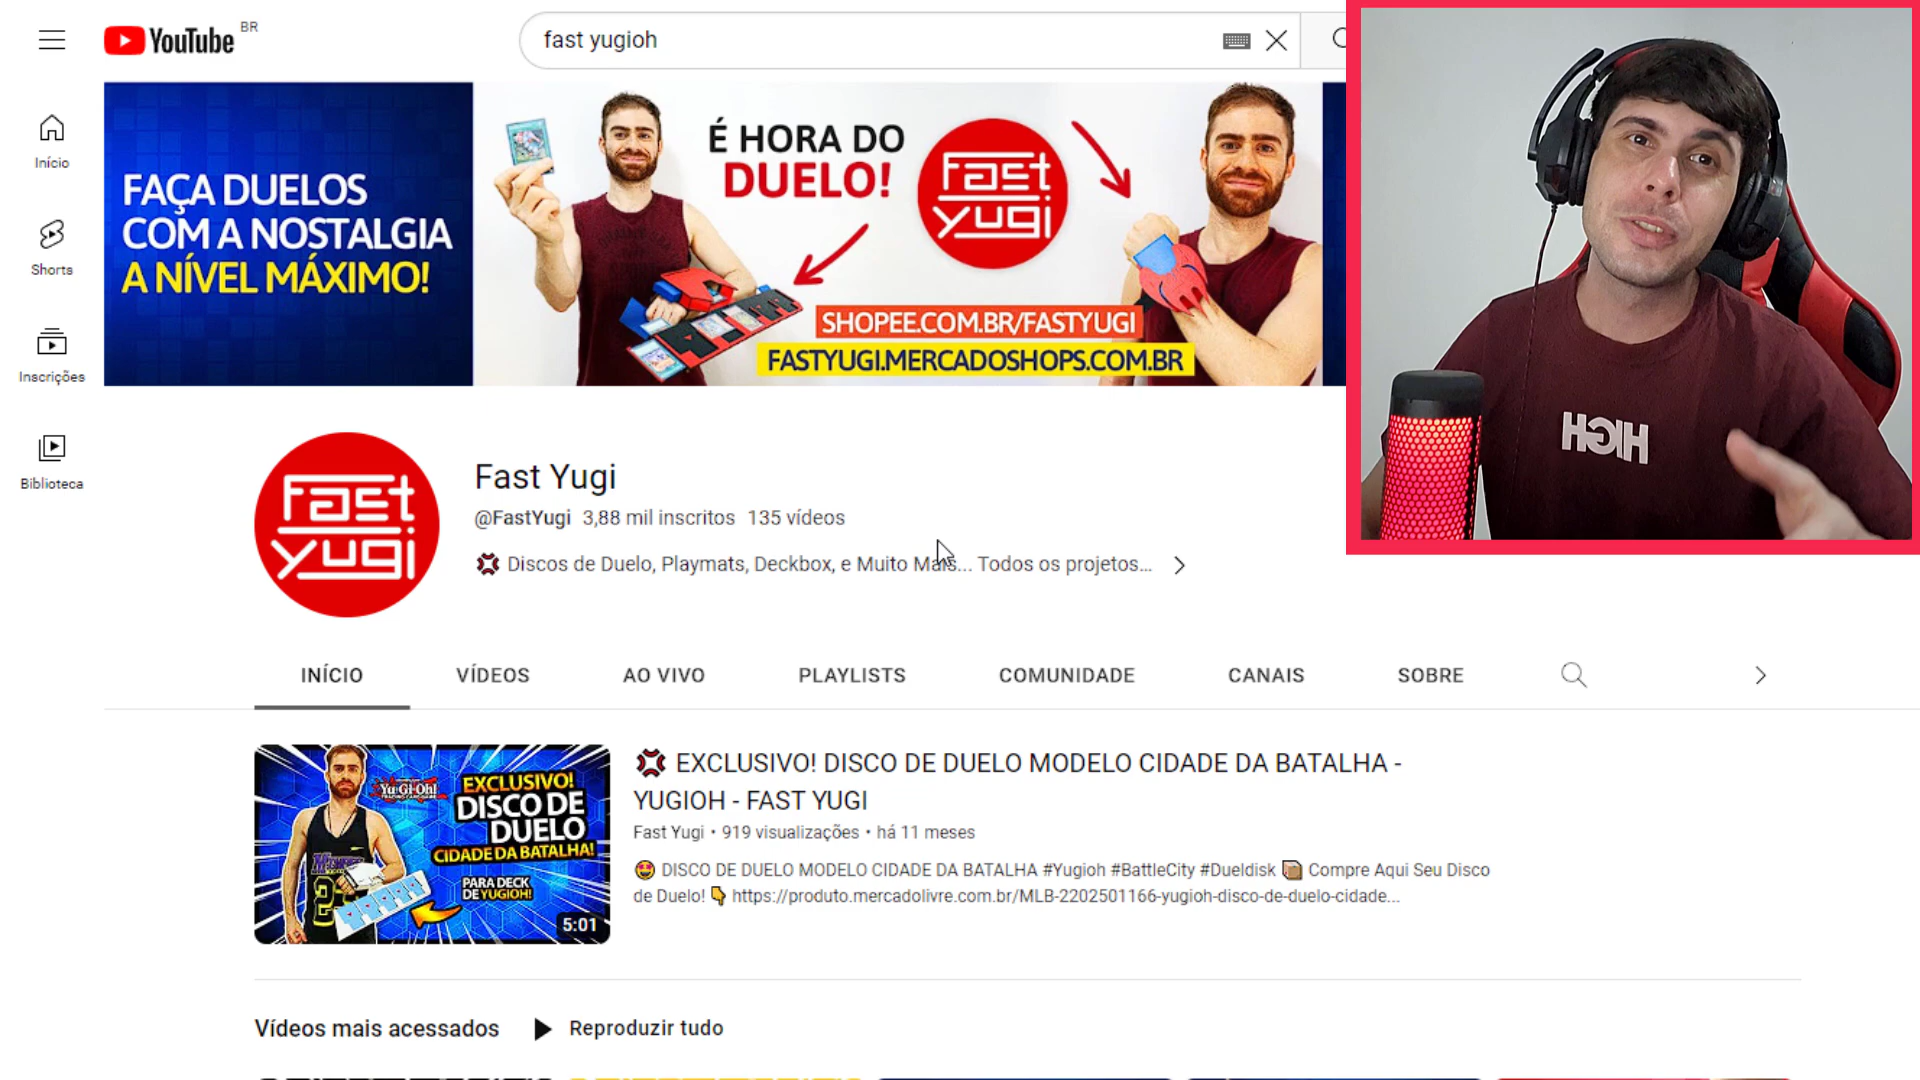 YouTube BR
fast yugioh
Início
Shorts
Inscrições
Biblioteca
FAÇA DUELOS
COM A NOSTALGIA
A NÍVEL MÁXIMO!
É HORA DO
DUELO!
Fast
Yugi
SHOPEE.COM.BR/FASTYUGI
FASTYUGI.MERCADOSHOPS.COM.BR
HIGH
Fast
Yugi
Fast Yugi
@FastYugi 3,88 mil inscritos 135 vídeos
Discos de Duelo, Playmats, Deckbox, e Muito Mais... Todos os projetos...
INÍCIO
VÍDEOS
AO VIVO
PLAYLISTS
COMUNIDADE
CANAIS
SOBRE
Yu-Gi-Oh!
EXCLUSIVO!
DISCO DE
DUELO
CIDADE DA BATALHA!
PARA DECK
DE YUGIOH!
2
5:01
EXCLUSIVO! DISCO DE DUELO MODELO CIDADE DA BATALHA -
YUGIOH - FAST YUGI
Fast Yugi • 919 visualizações • há 11 meses
DISCO DE DUELO MODELO CIDADE DA BATALHA #Yugioh #BattleCity #Dueldisk Compre Aqui Seu Disco
de Duelo! https://produto.mercadolivre.com.br/MLB-2202501166-yugioh-disco-de-duelo-cidade...
Vídeos mais acessados
Reproduzir tudo